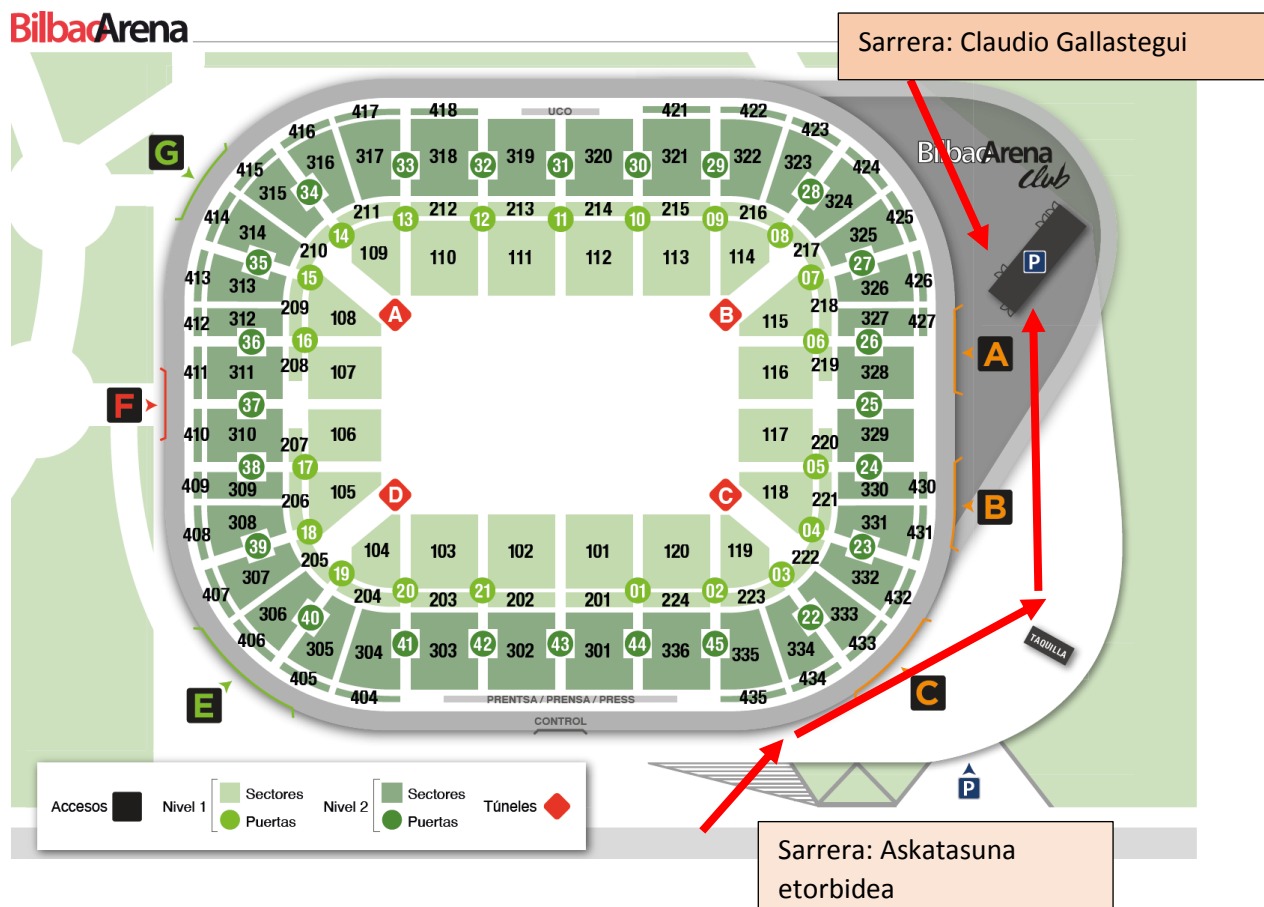 BilbaoArena
Sarrera: Claudio Gallastegui
417 418 UCO 421 422
416 423
G
415 316 317 33 318 32 319 31 320 30 321 29 322 323 424
BilbaoArena
Club
315 34 28 324
414 211 13 212 12 213 11 214 10 215 09 216 425
314 14 08 325
210 109 110 111 112 113 114 217
35 27
413 313 15 07 326 426
P
209 218
412 312 108 A B 115 327 427
36 16 06 26
A
411 311 208 107 116 219 328
F
37 25
410 310 207 106 117 220 329
38 17 05 24
409 309 206 105 D C 118 221 330 430
B
408 308 18 04 331 431
39 23
205 104 103 102 101 120 119 222
307 19 03 332
407 204 20 203 21 202 201 01 224 02 223 432
306 40 22 333
406 305 304 41 303 42 302 43 301 44 336 45 335 334 433
TAQUILLA
405 434
E
404 PRENTSA / PRENSA / PRESS 435
C
CONTROL
P
Accesos Nivel 1 Sectores Puertas Nivel 2 Sectores Puertas Túneles
Sarrera: Askatasuna
etorbidea